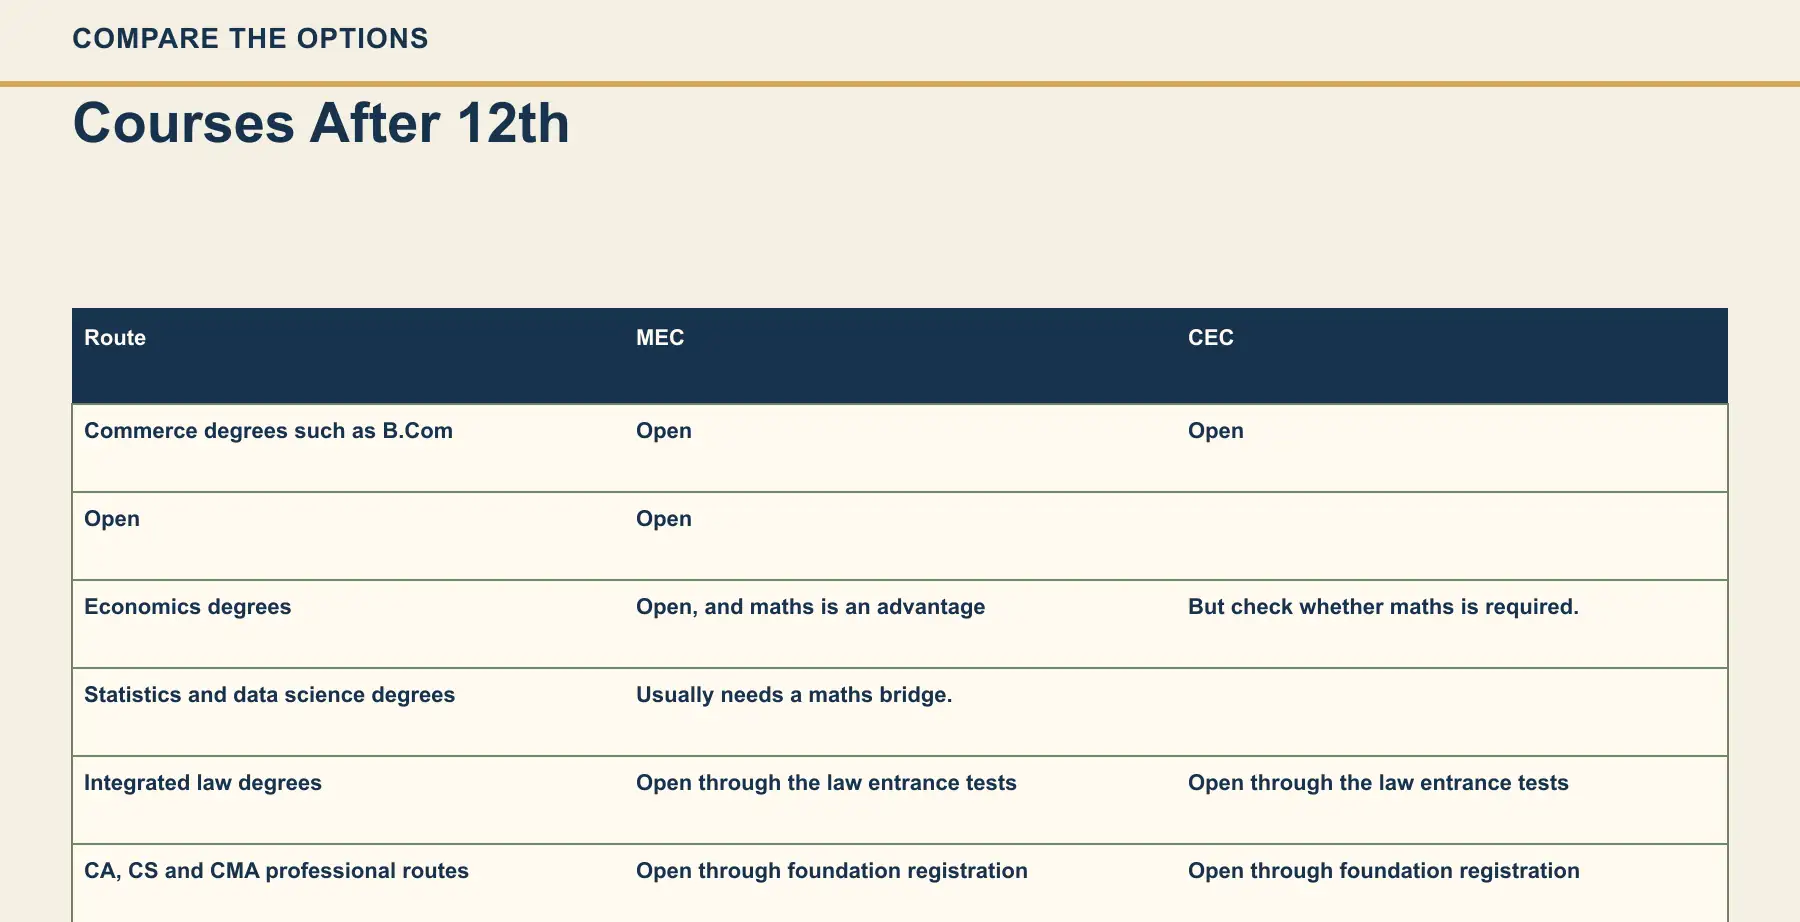 COMPARE THE OPTIONS
Courses After 12th
Route MEC CEC
Commerce degrees such as B.Com Open Open
Open Open
Economics degrees Open, and maths is an advantage But check whether maths is required.
Statistics and data science degrees Usually needs a maths bridge.
Integrated law degrees Open through the law entrance tests Open through the law entrance tests
CA, CS and CMA professional routes Open through foundation registration Open through foundation registration